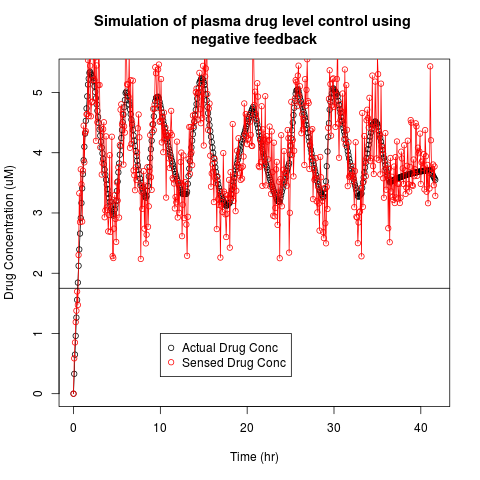 Simulation of plasma drug level control using
negative feedback
Drug Concentration (uM)
5
4
3
2
1
0
Actual Drug Conc
Sensed Drug Conc
0 10 20 30 40
Time (hr)